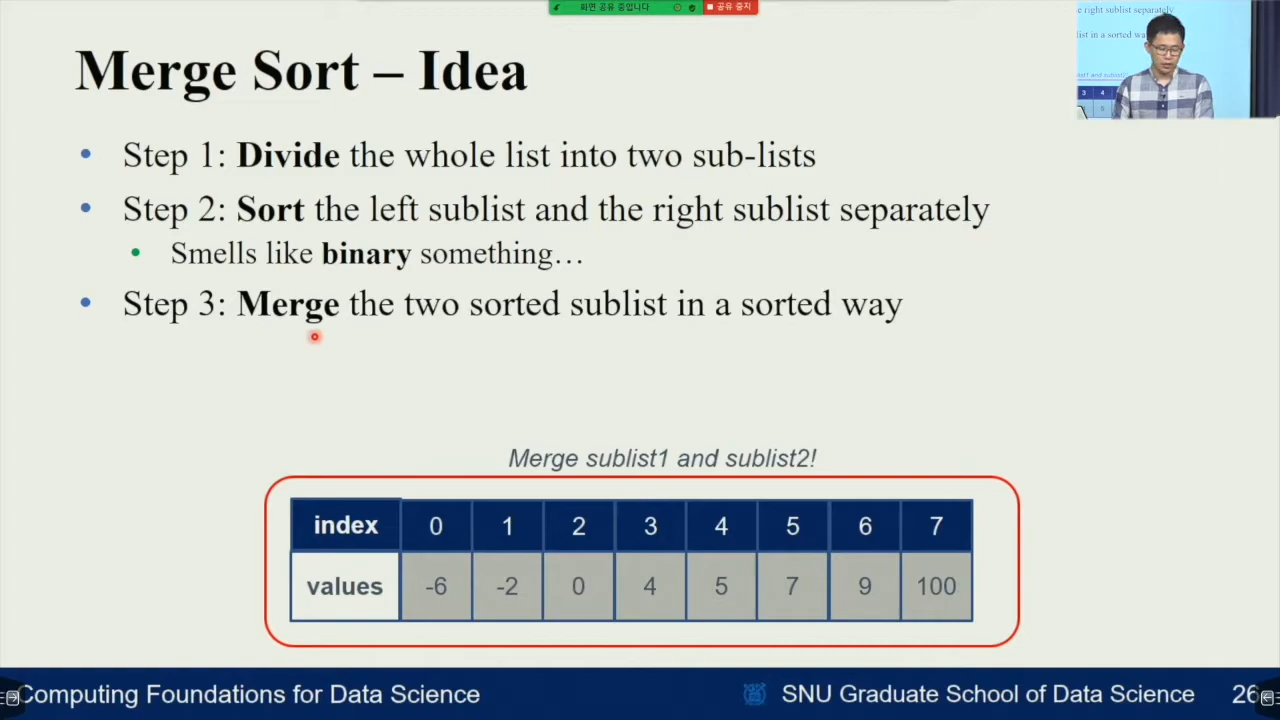 화면 공유 중입니다
공유 중지
Merge Sort – Idea
e right sublist separately
list in a sorted wa
• Step 1: Divide the whole list into two sub-lists
• Step 2: Sort the left sublist and the right sublist separately
• Smells like binary something…
• Step 3: Merge the two sorted sublist in a sorted way
Merge sublist1 and sublist2!
index 0 1 2 3 4 5 6 7
values -6 -2 0 4 5 7 9 100
Computing Foundations for Data Science
SNU Graduate School of Data Science
26